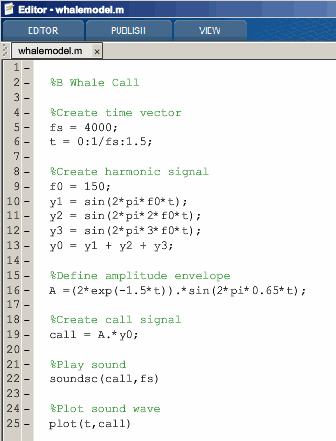 Editor - whalemodel.m
EDITOR PUBLISH VIEW
whalemodel.m ×
1 -
2 - %B Whale Call
3 -
4 - %Create time vector
5 - fs = 4000;
6 - t = 0:1/fs:1.5;
7 -
8 - %Create harmonic signal
9 - f0 = 150;
10 - y1 = sin(2*pi*f0*t);
11 - y2 = sin(2*pi*2*f0*t);
12 - y3 = sin(2*pi*3*f0*t);
13 - y0 = y1 + y2 + y3;
14 -
15 - %Define amplitude envelope
16 - A =(2*exp(-1.5*t)).*sin(2*pi*0.65*t);
17 -
18 - %Create call signal
19 - call = A.*y0;
20 -
21 - %Play sound
22 - soundsc(call,fs)
23 -
24 - %Plot sound wave
25 - plot(t,call)